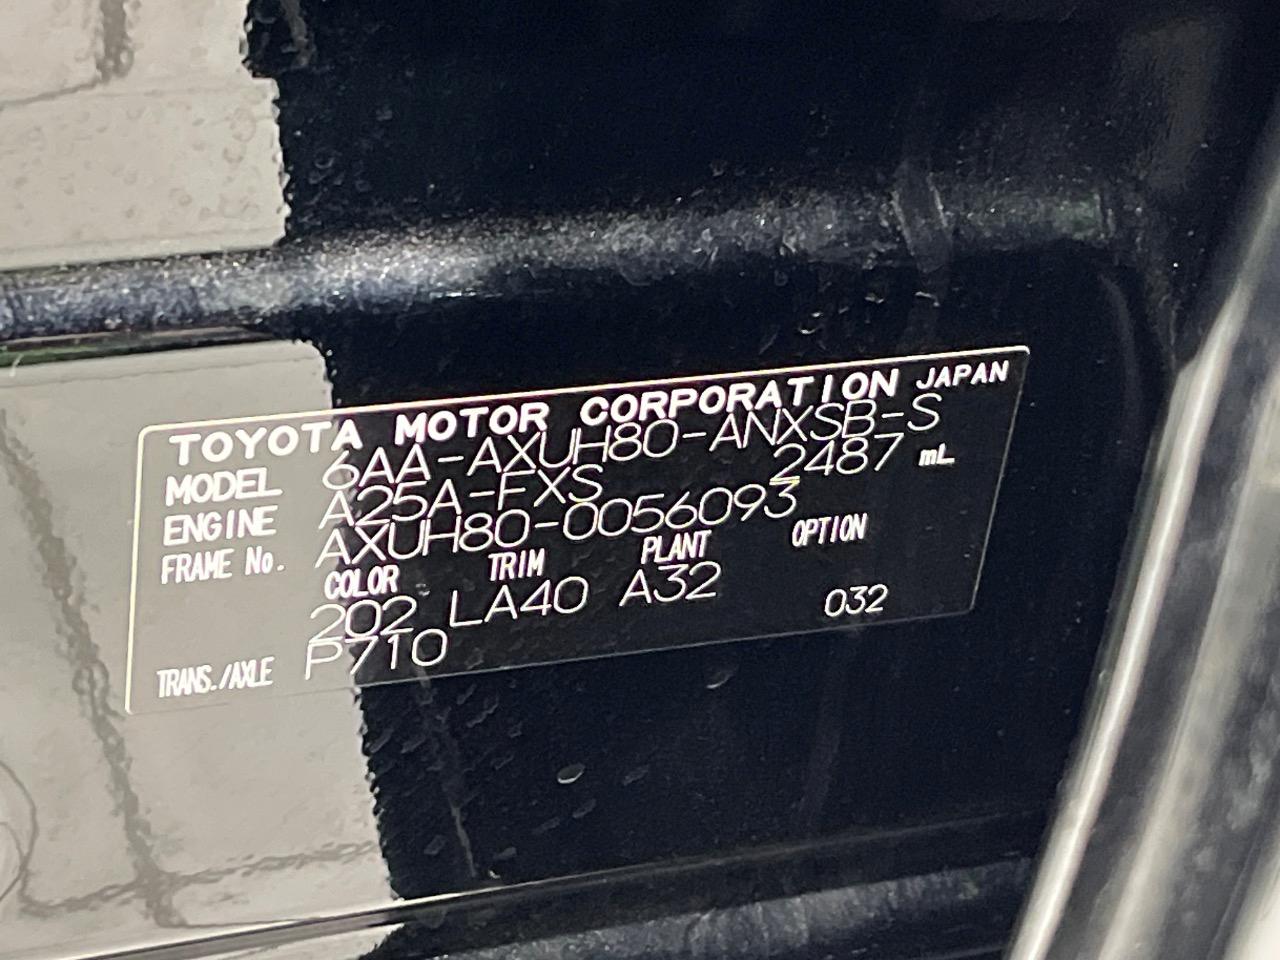 TOYOTA MOTOR CORPORATION JAPAN
MODEL 6AA-AXUH80-ANXSB-S
ENGINE A25A-FXS 2487 mL
FRAME No. AXUH80-0056093
COLOR TRIM PLANT OPTION
202 LA40 A32 032
TRANS./AXLE P710